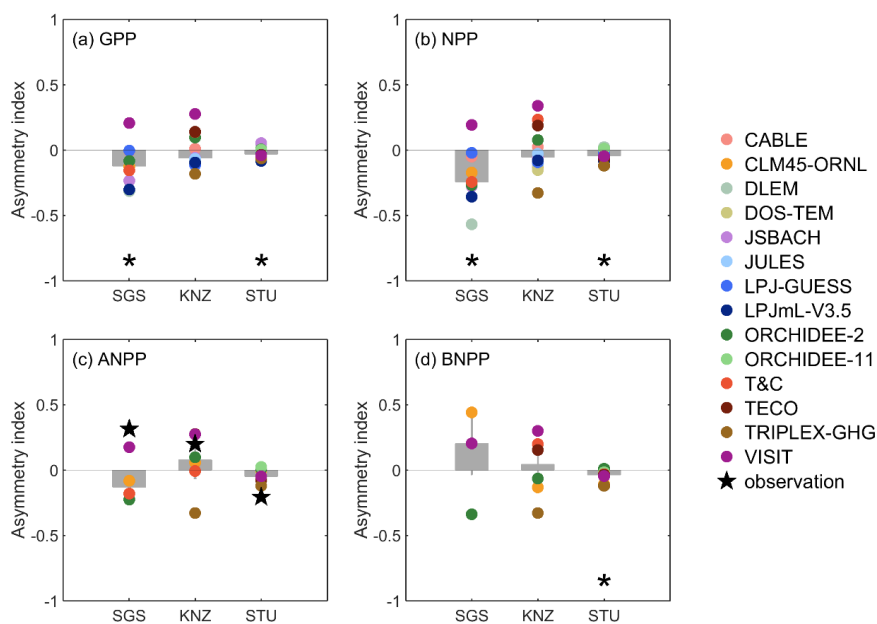 (a) GPP
1
0.5
0
-0.5
-1
Asymmetry index
*
*
SGS
KNZ
STU
(b) NPP
1
0.5
0
-0.5
-1
Asymmetry index
*
*
SGS
KNZ
STU
(c) ANPP
1
0.5
0
-0.5
-1
Asymmetry index
SGS
KNZ
STU
(d) BNPP
1
0.5
0
-0.5
-1
Asymmetry index
*
SGS
KNZ
STU
CABLE
CLM45-ORNL
DLEM
DOS-TEM
JSBACH
JULES
LPJ-GUESS
LPJmL-V3.5
ORCHIDEE-2
ORCHIDEE-11
T&C
TECO
TRIPLEX-GHG
VISIT
observation